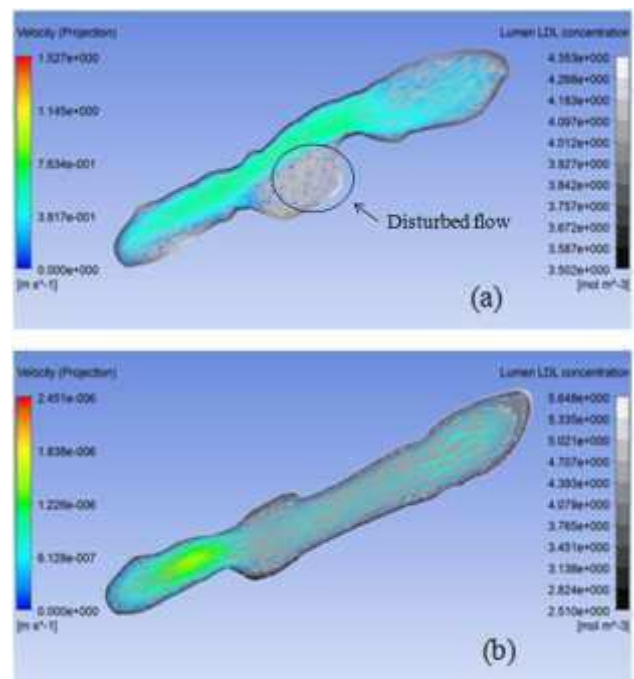 Velocity (Projection)
1.527e+000
1.145e+000
7.634e-001
3.817e-001
0.000e+000
[m s^-1]
Lumen LDL concentration
4.353e+000
4.268e+000
4.183e+000
4.097e+000
4.012e+000
3.927e+000
3.842e+000
3.757e+000
3.672e+000
3.587e+000
3.502e+000
[mol m^-3]
Disturbed flow
(a)
Velocity (Projection)
2.451e-006
1.838e-006
1.226e-006
6.128e-007
0.000e+000
[m s^-1]
Lumen LDL concentration
5.648e+000
5.335e+000
5.021e+000
4.707e+000
4.393e+000
4.079e+000
3.765e+000
3.451e+000
3.138e+000
2.824e+000
2.510e+000
[mol m^-3]
(b)